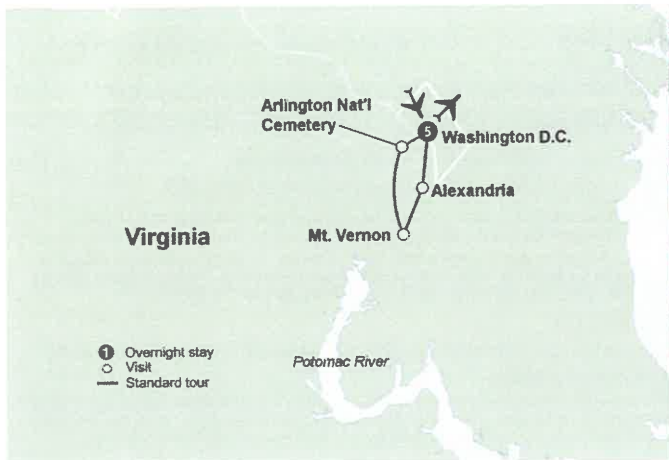 Arlington Nat'l
Cemetery
5
Washington D.C.
Alexandria
Virginia
Mt. Vernon
1 Overnight stay
Visit
Standard tour
Potomac River